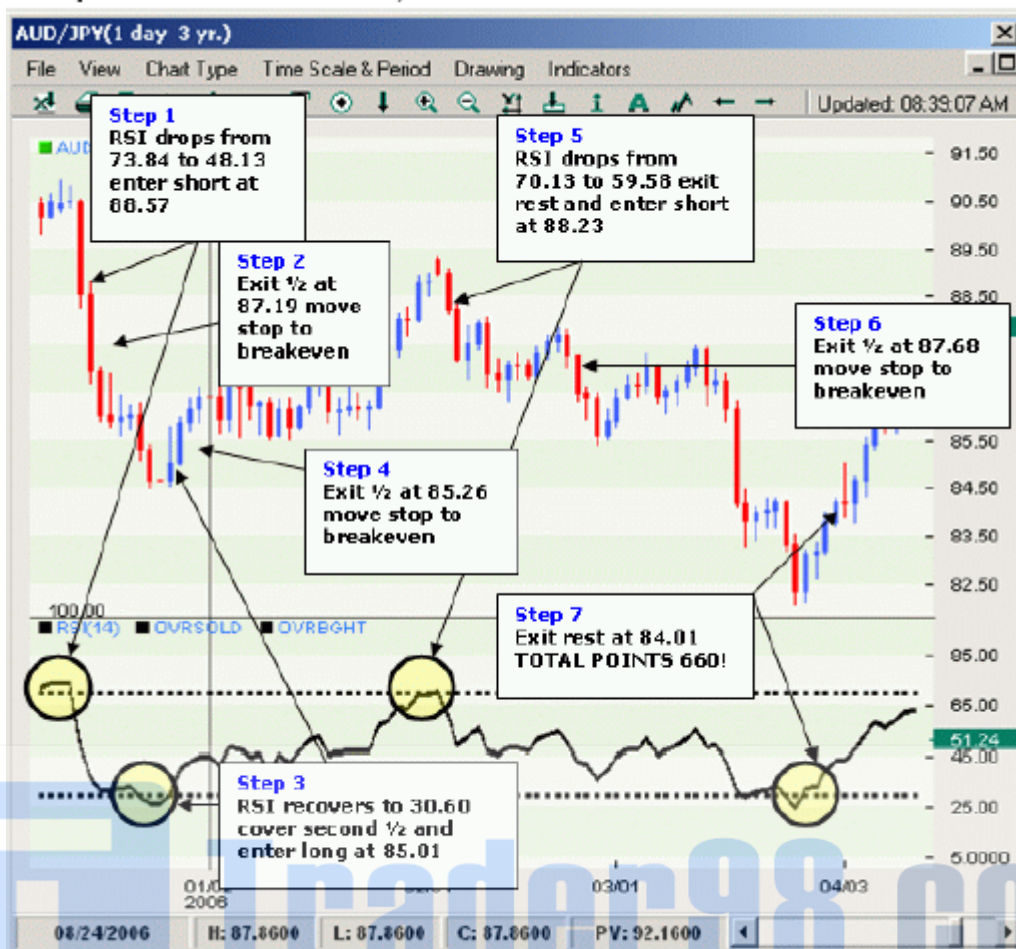 AUD/JPY(1 day 3 yr.)
File View Chart Type Time Scale & Period Drawing Indicators
Updated: 08:39:07 AM
AUD
Step 1
RSI drops from
73.84 to 48.13
enter short at
88.57
Step 2
Exit ½ at
87.19 move
stop to
breakeven
Step 5
RSI drops from
70.13 to 59.58 exit
rest and enter short
at 88.23
Step 6
Exit ½ at 87.68
move stop to
breakeven
Step 4
Exit ½ at 85.26
move stop to
breakeven
Step 7
Exit rest at 84.01
TOTAL POINTS 660!
Step 3
RSI recovers to 30.60
cover second ½ and
enter long at 85.01
91.50
90.50
89.50
88.50
85.50
84.50
83.50
82.50
100.00
RSI(14) OVRSOLD OVRBGHT
85.00
65.00
51.24
45.00
25.00
5.0000
2006
03/01
04/03
Trader98
08/24/2006 H: 87.8600 L: 87.8600 C: 87.8600 PV: 92.1600